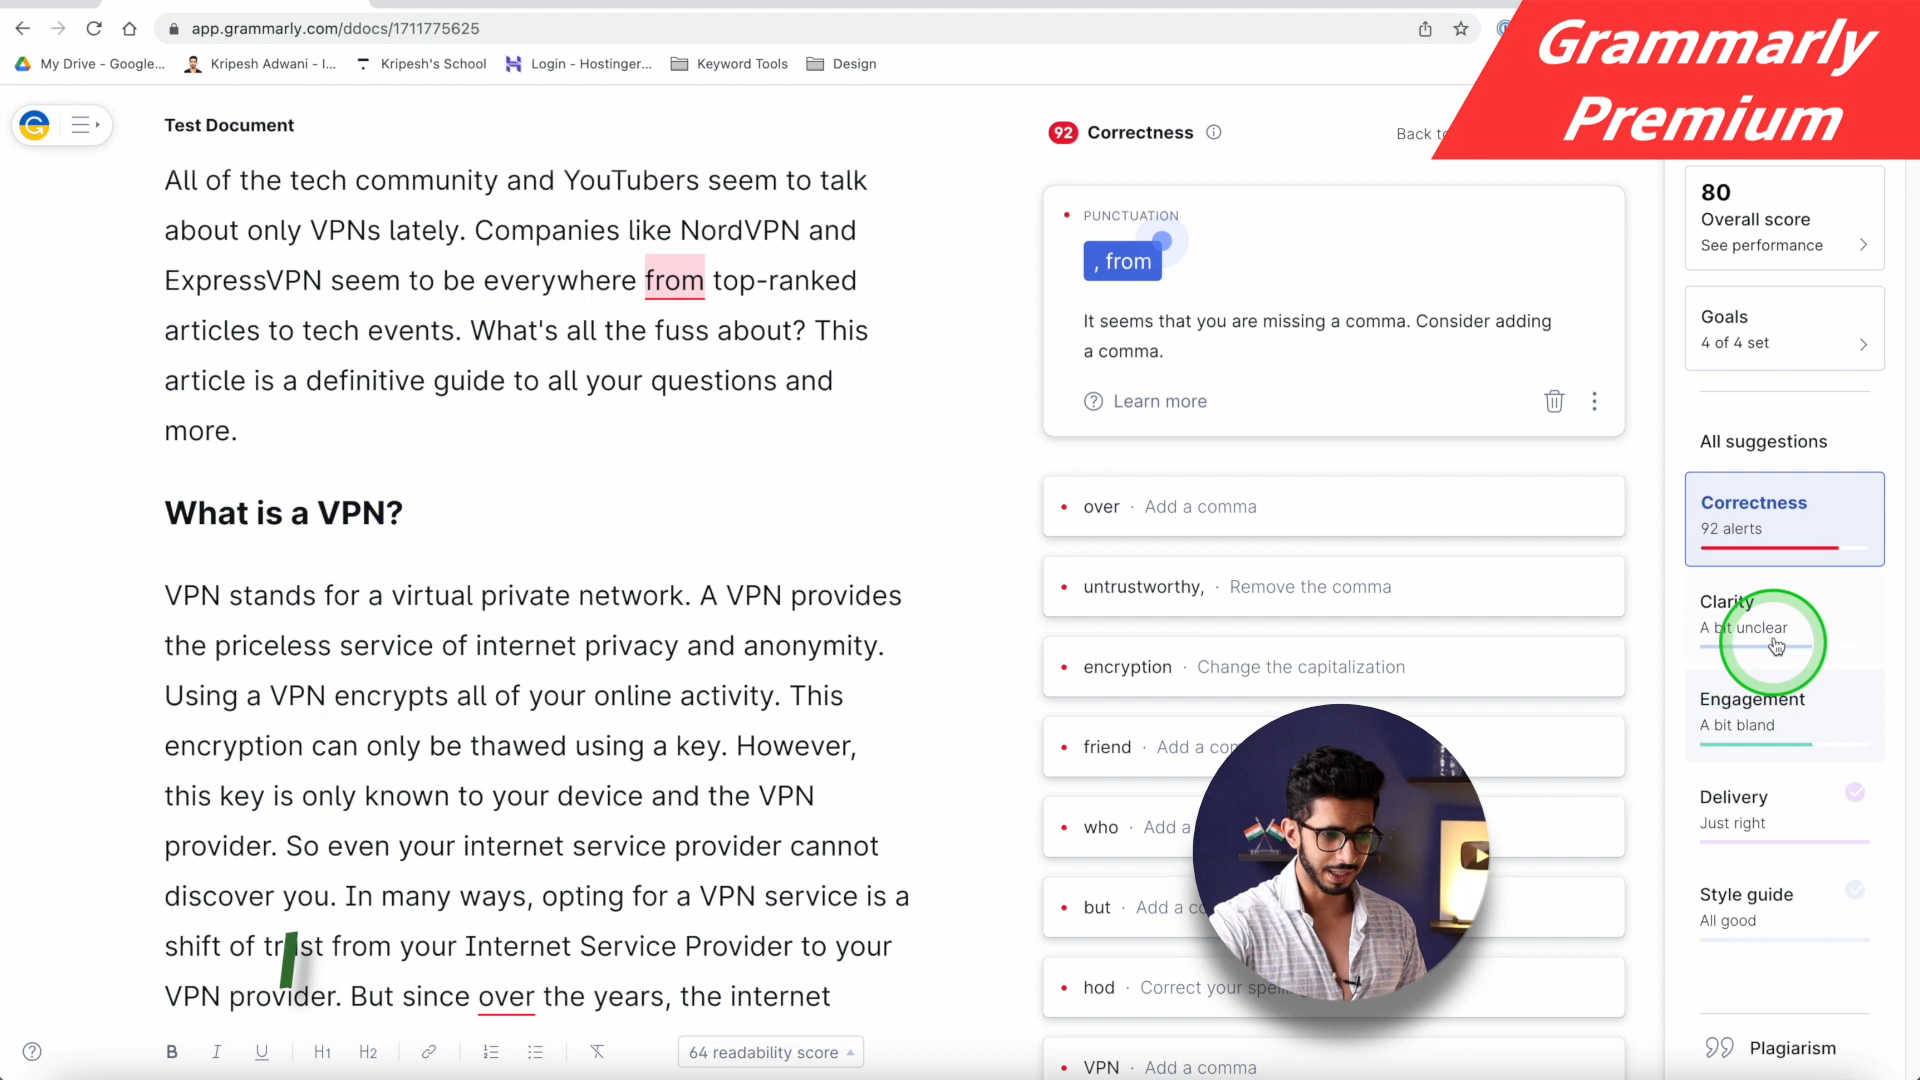 app.grammarly.com/ddocs/1711775625
My Drive - Google...
Kripesh Adwani - I...
Kripesh's School
Login - Hostinger...
Keyword Tools
Design
Grammarly
Premium
Test Document
All of the tech community and YouTubers seem to talk
about only VPNs lately. Companies like NordVPN and
ExpressVPN seem to be everywhere from top-ranked
articles to tech events. What's all the fuss about? This
article is a definitive guide to all your questions and
more.
What is a VPN?
VPN stands for a virtual private network. A VPN provides
the priceless service of internet privacy and anonymity.
Using a VPN encrypts all of your online activity. This
encryption can only be thawed using a key. However,
this key is only known to your device and the VPN
provider. So even your internet service provider cannot
discover you. In many ways, opting for a VPN service is a
shift of trust from your Internet Service Provider to your
VPN provider. But since over the years, the internet
B I U H1 H2
64 readability score
92 Correctness
Back to
PUNCTUATION
, from
It seems that you are missing a comma. Consider adding
a comma.
Learn more
over · Add a comma
untrustworthy, · Remove the comma
encryption · Change the capitalization
friend · Add a
who · Add a
but · Add a
hod · Correct your
VPN · Add a comma
80
Overall score
See performance
Goals
4 of 4 set
All suggestions
Correctness
92 alerts
Clarity
A bit unclear
Engagement
A bit bland
Delivery
Just right
Style guide
All good
Plagiarism